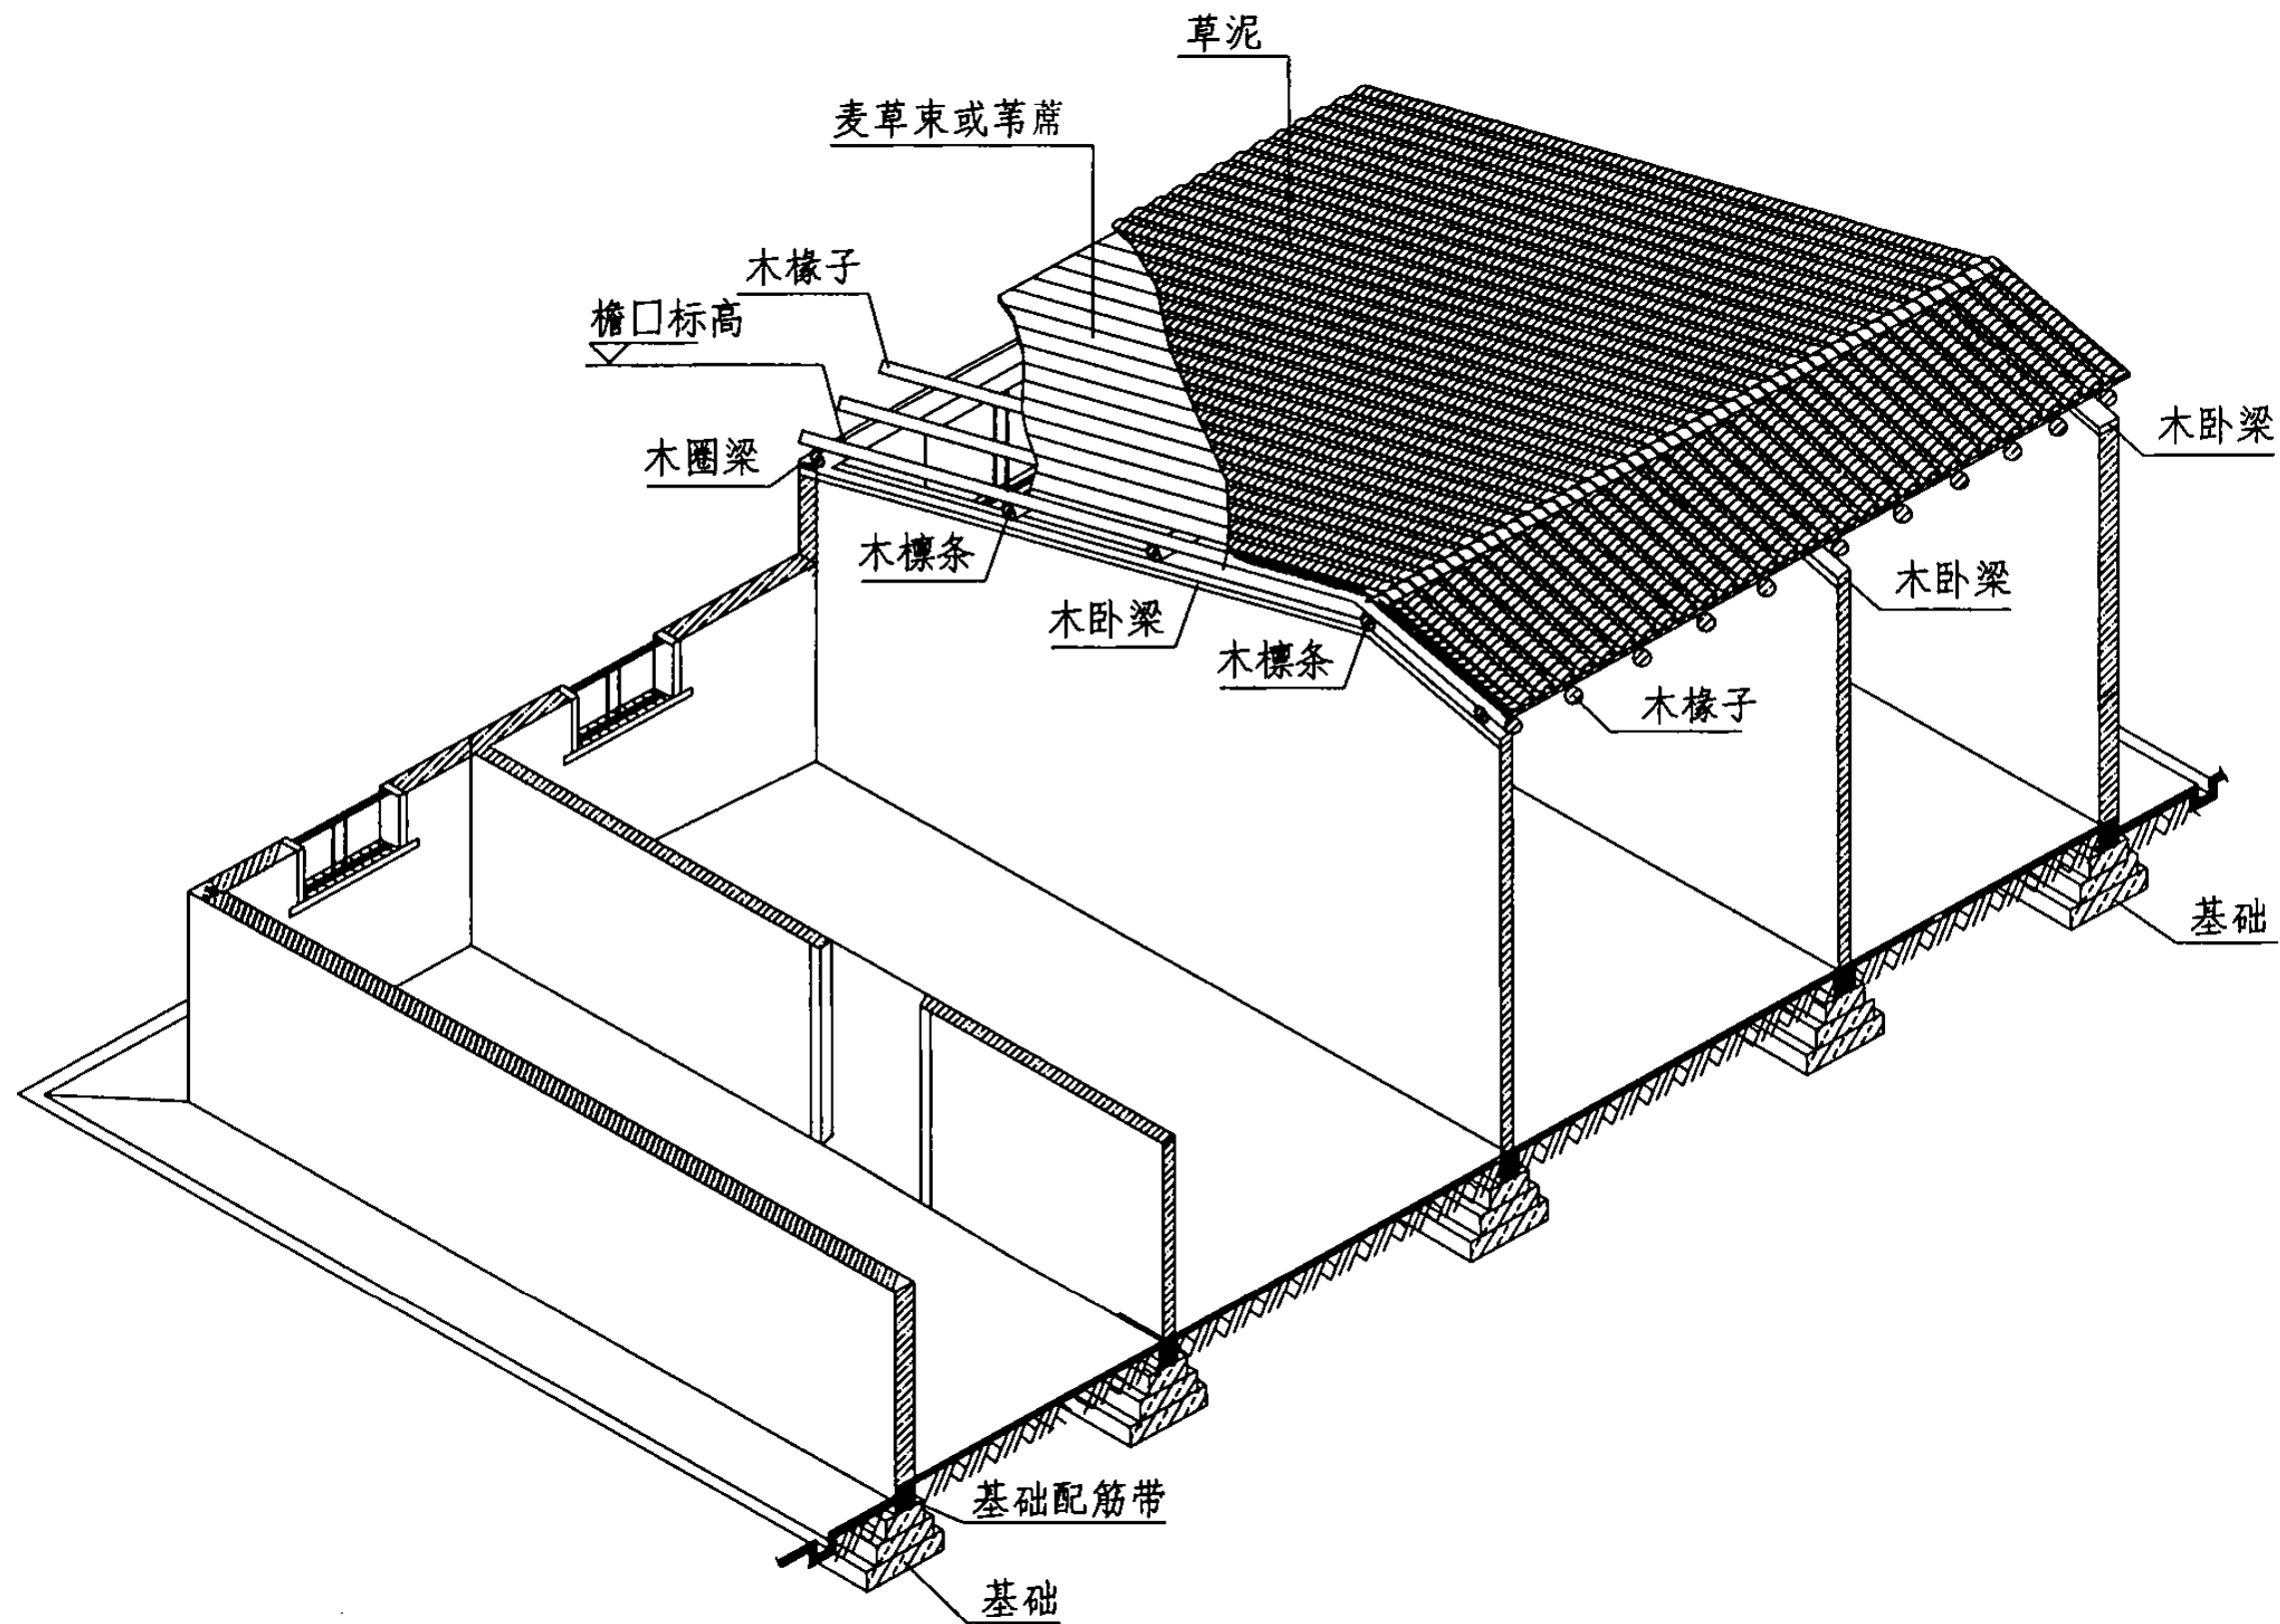 草泥
麦草束或苇席
木椽子
檐口标高
木圈梁
木檩条
木卧梁
木檩条
木卧梁
木卧梁
木椽子
基础
基础配筋带
基础